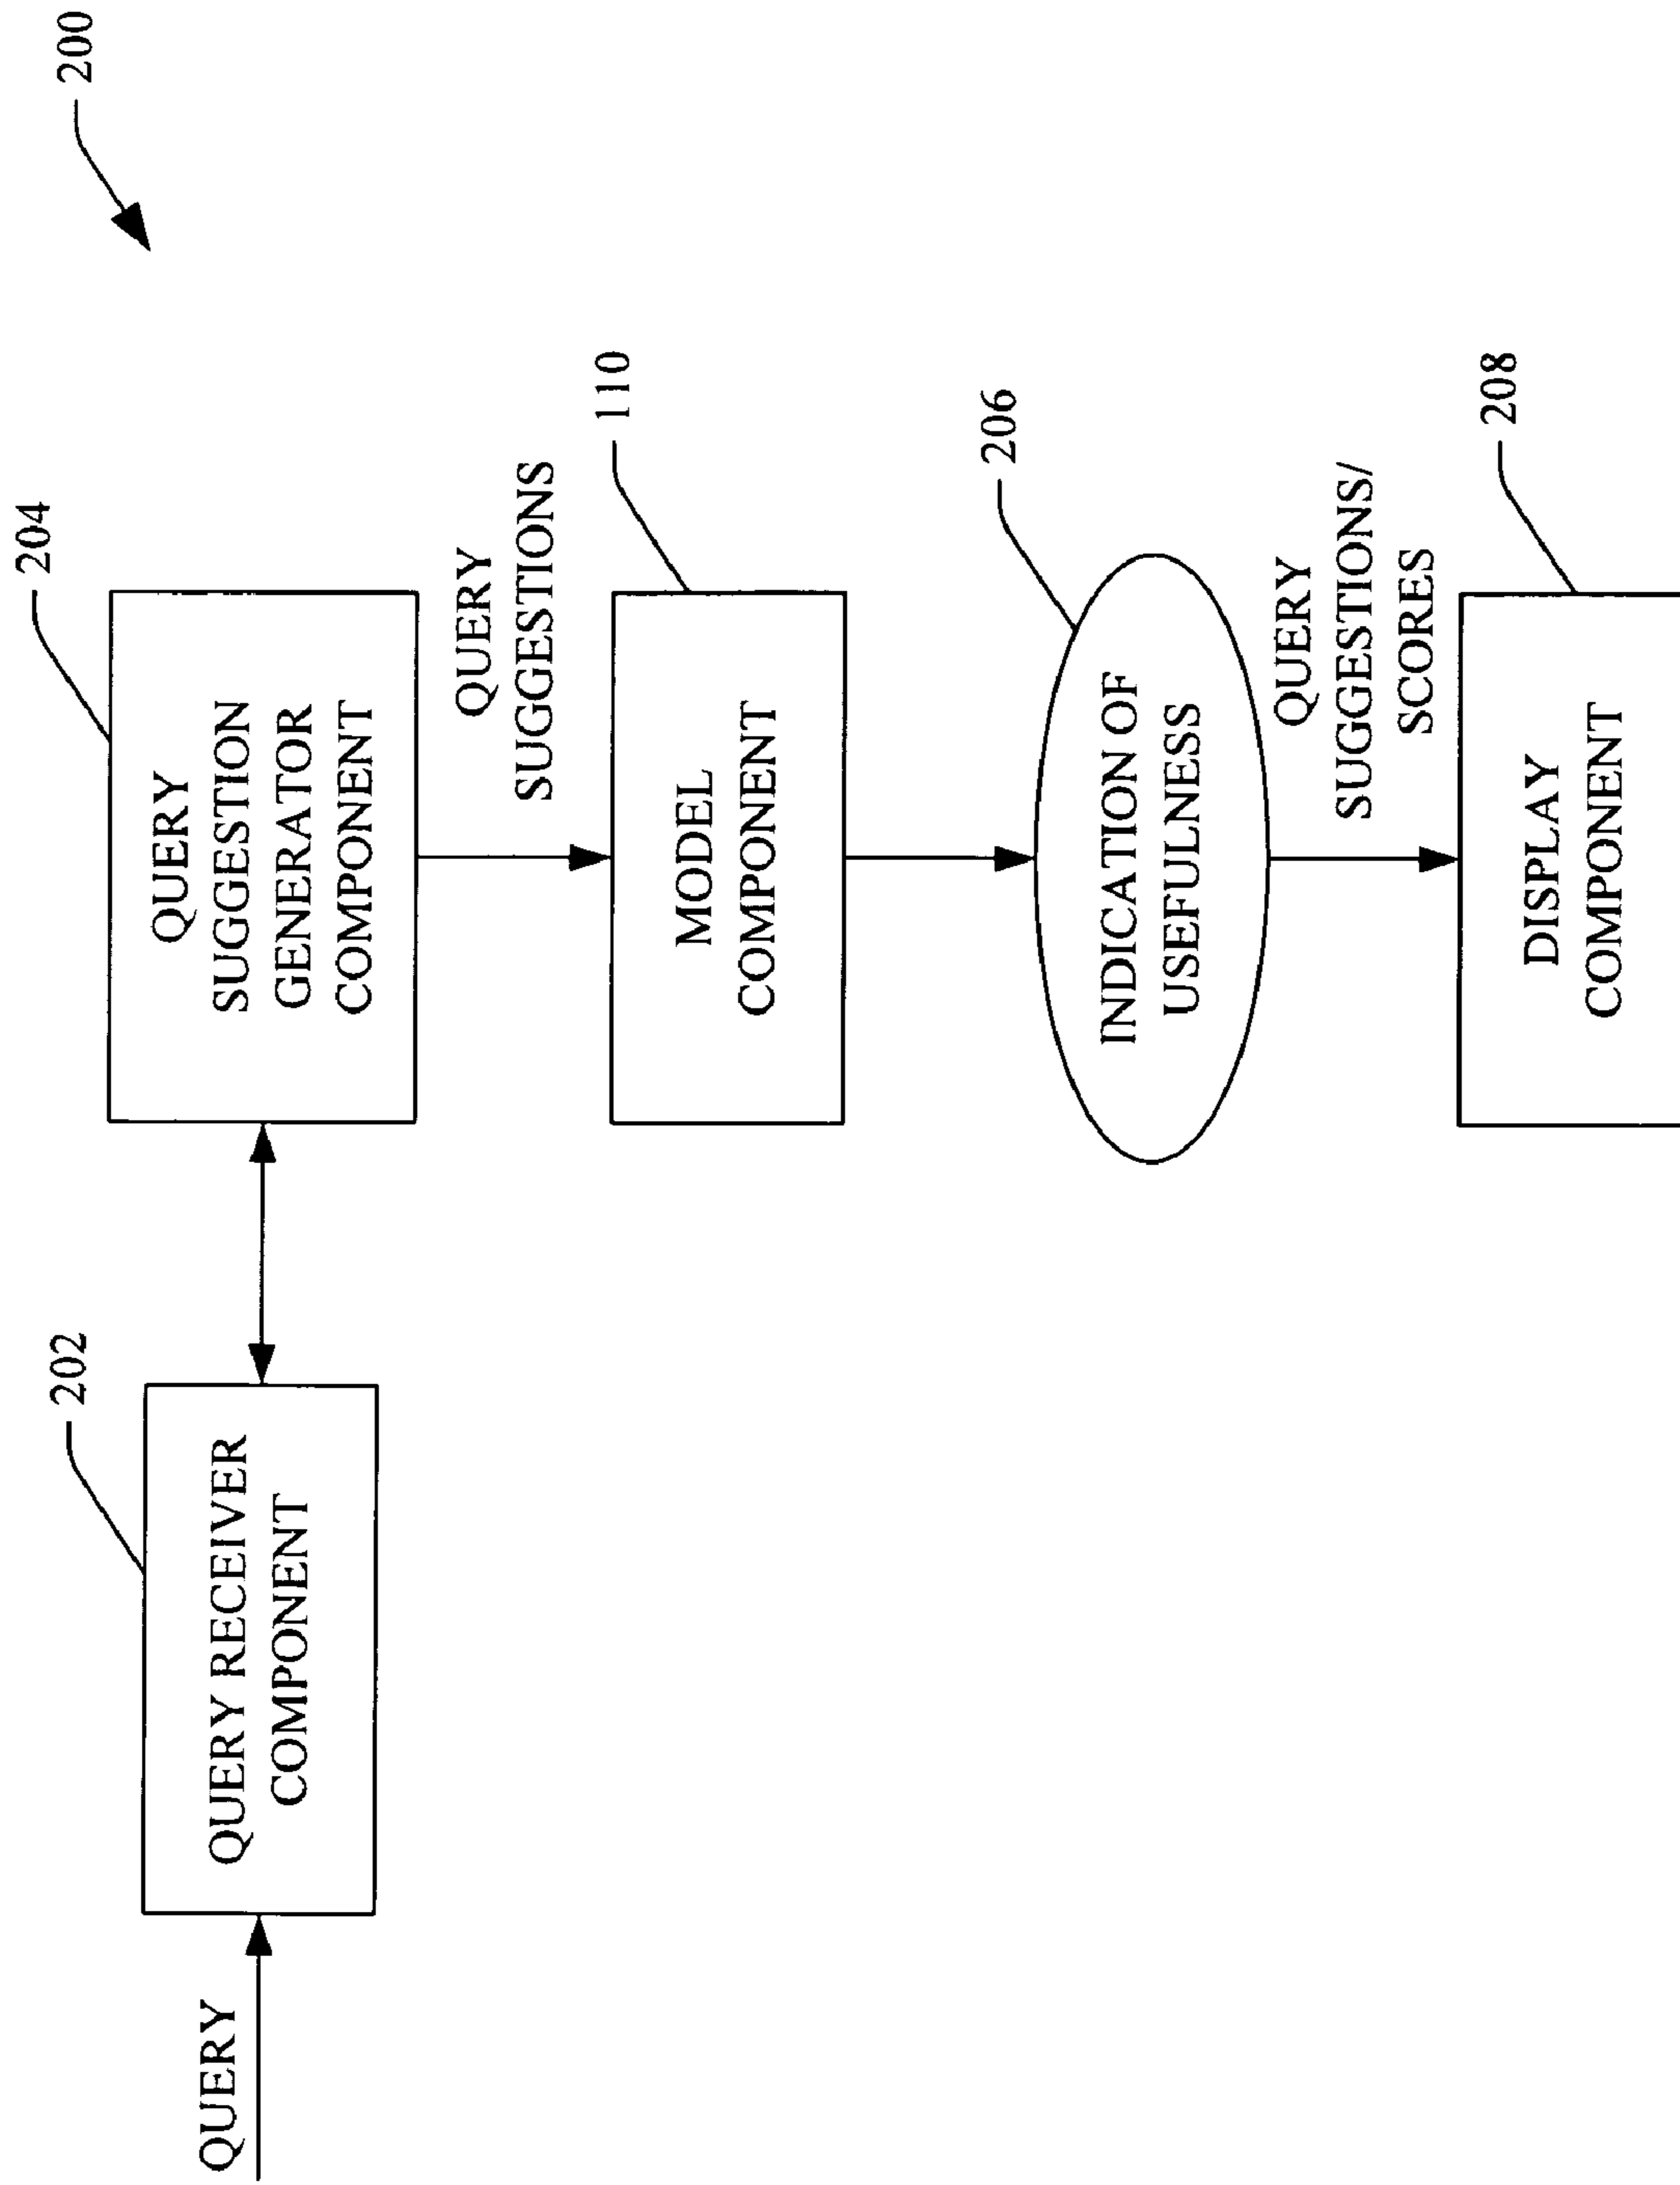 200
QUERY
QUERY RECEIVER
COMPONENT
202
QUERY
SUGGESTION
GENERATOR
COMPONENT
204
QUERY
SUGGESTIONS
MODEL
COMPONENT
110
INDICATION OF
USEFULNESS
206
QUERY
SUGGESTIONS/
SCORES
DISPLAY
COMPONENT
208